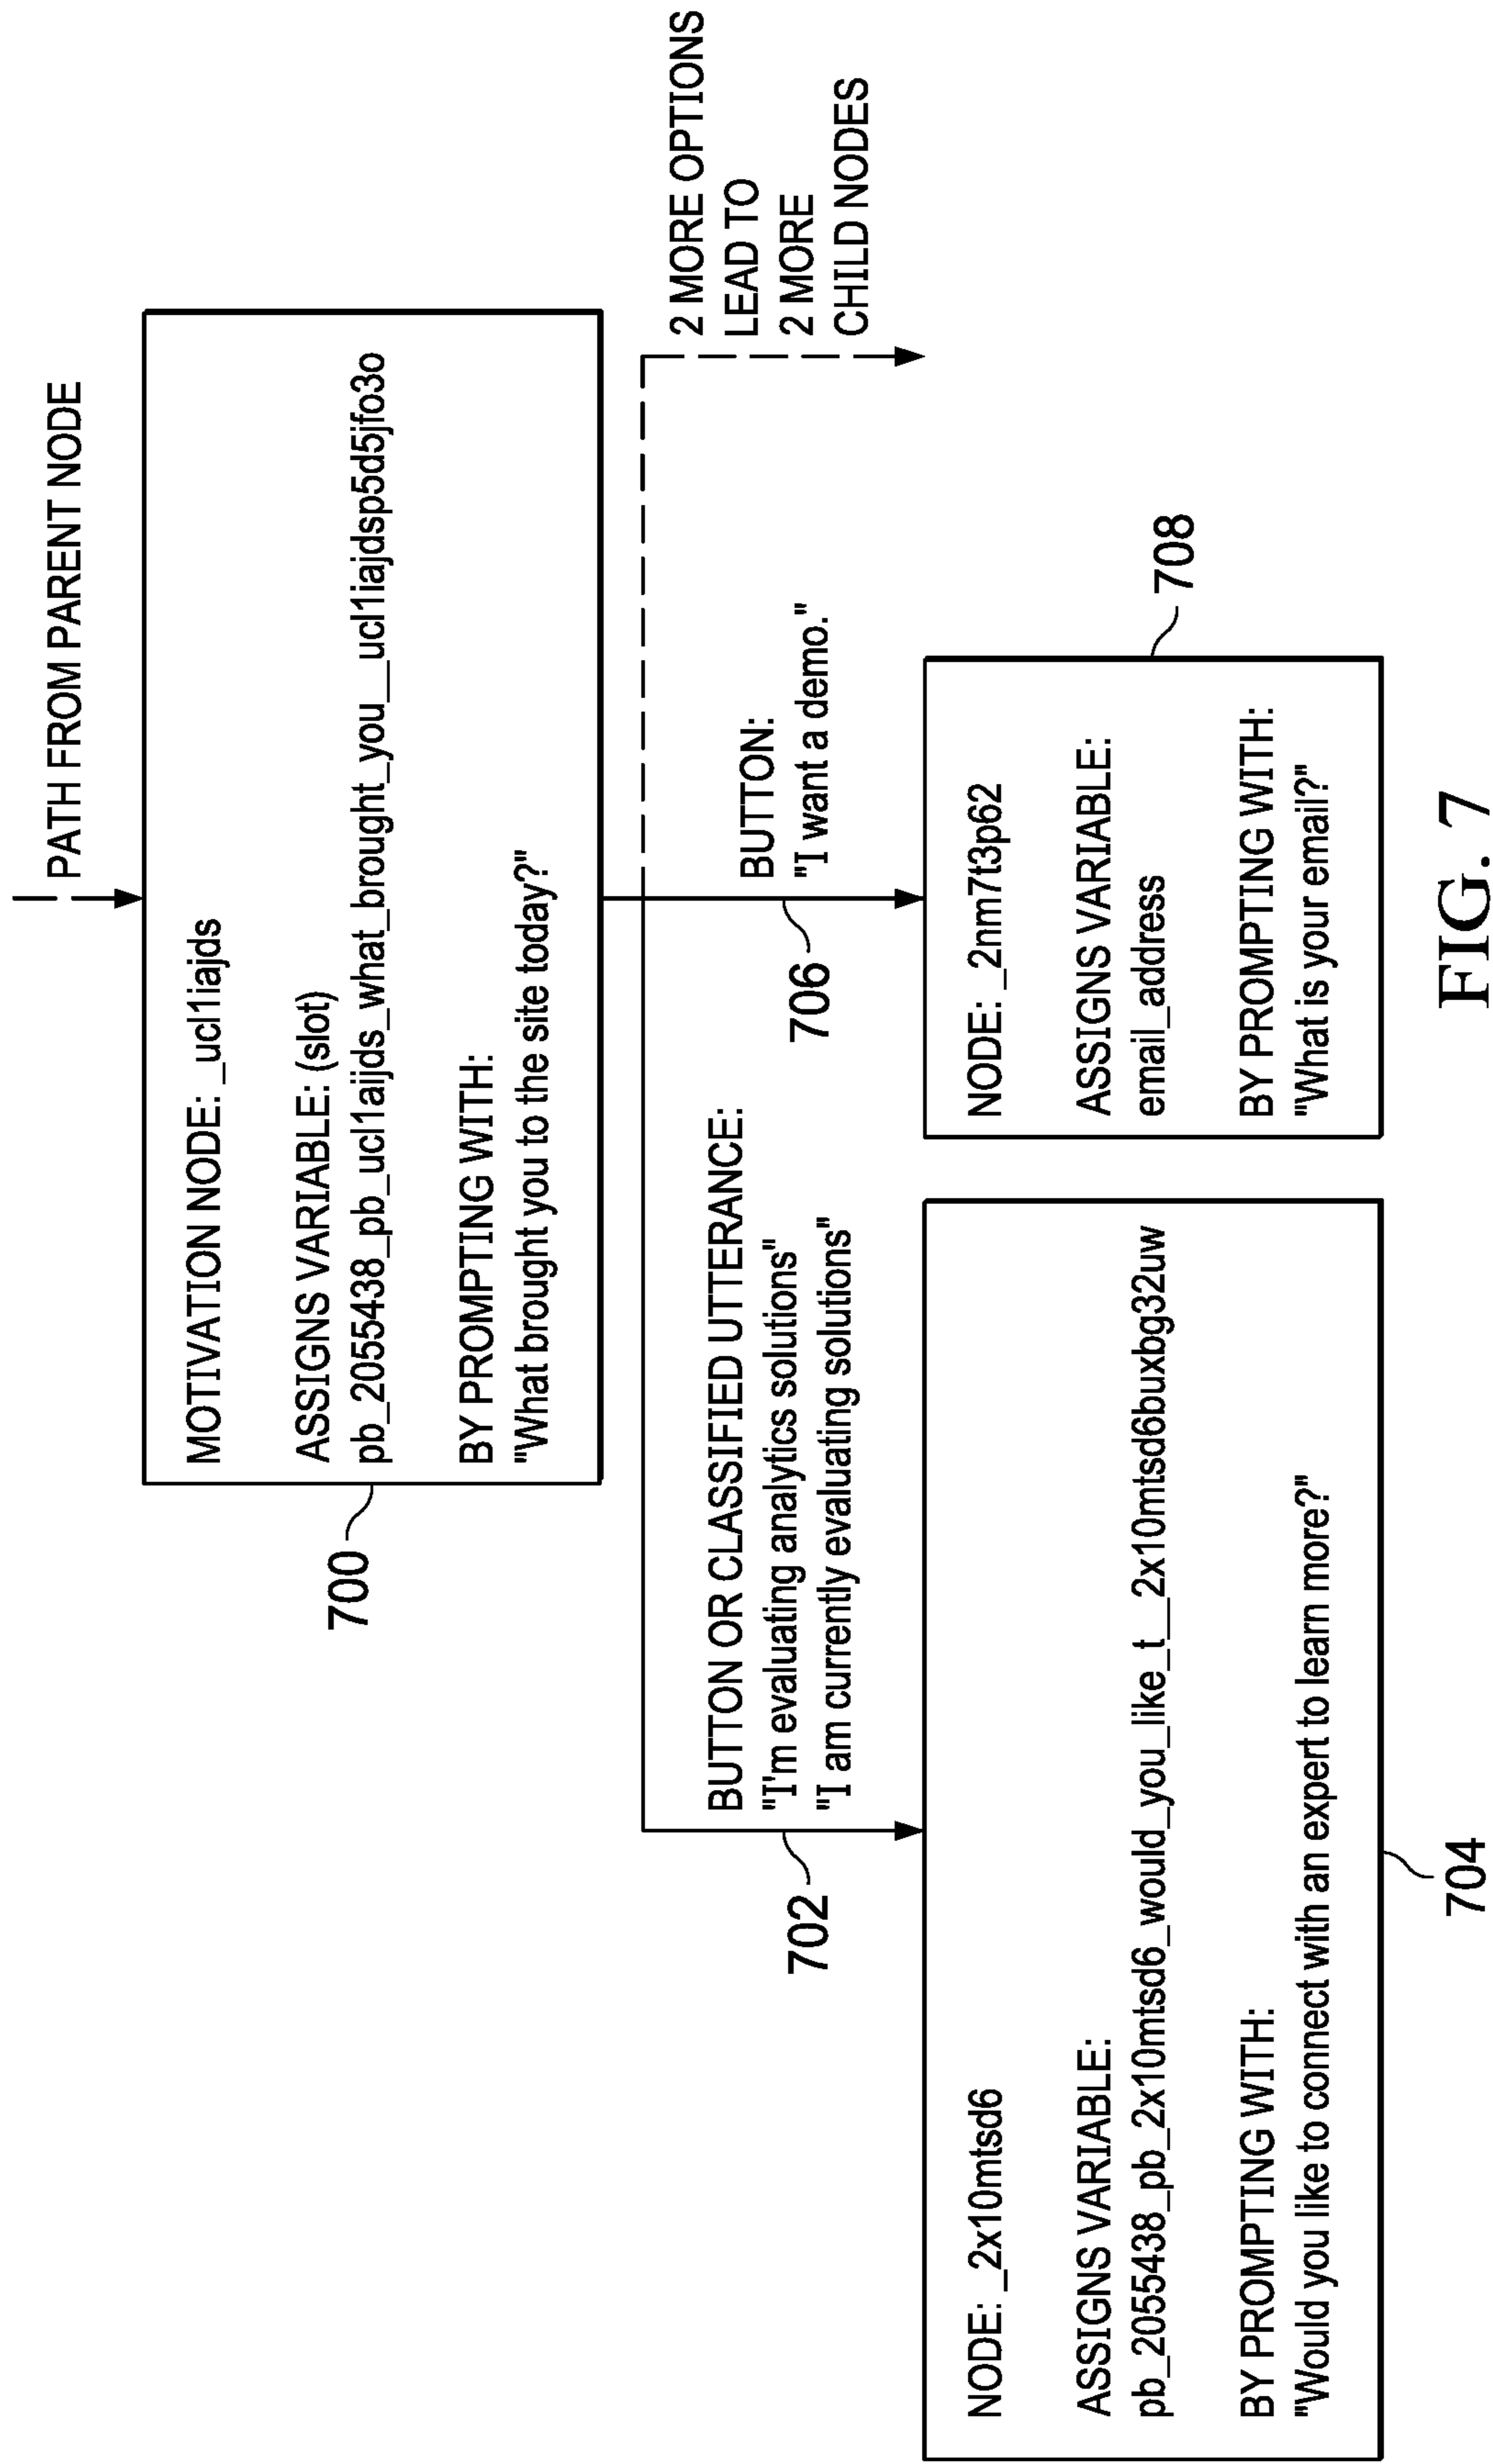 PATH FROM PARENT NODE
MOTIVATION NODE: _ucl1iajds
ASSIGNS VARIABLE: (slot)
pb_2055438_pb_ucl1aijds_what_brought_you__ucl1iajdsp5d5jfo3o
BY PROMPTING WITH:
"What brought you to the site today?"
700
2 MORE OPTIONS
LEAD TO
2 MORE
CHILD NODES
BUTTON OR CLASSIFIED UTTERANCE:
"I'm evaluating analytics solutions"
"I am currently evaluating solutions"
702
BUTTON:
"I want a demo."
706
NODE: _2x10mtsd6
ASSIGNS VARIABLE:
pb_2055438_pb_2x10mtsd6_would_you_like_t__2x10mtsd6buxbg32uw
BY PROMPTING WITH:
"Would you like to connect with an expert to learn more?"
704
NODE: _2nm7t3p62
ASSIGNS VARIABLE:
email_address
BY PROMPTING WITH:
"What is your email?"
708
FIG. 7